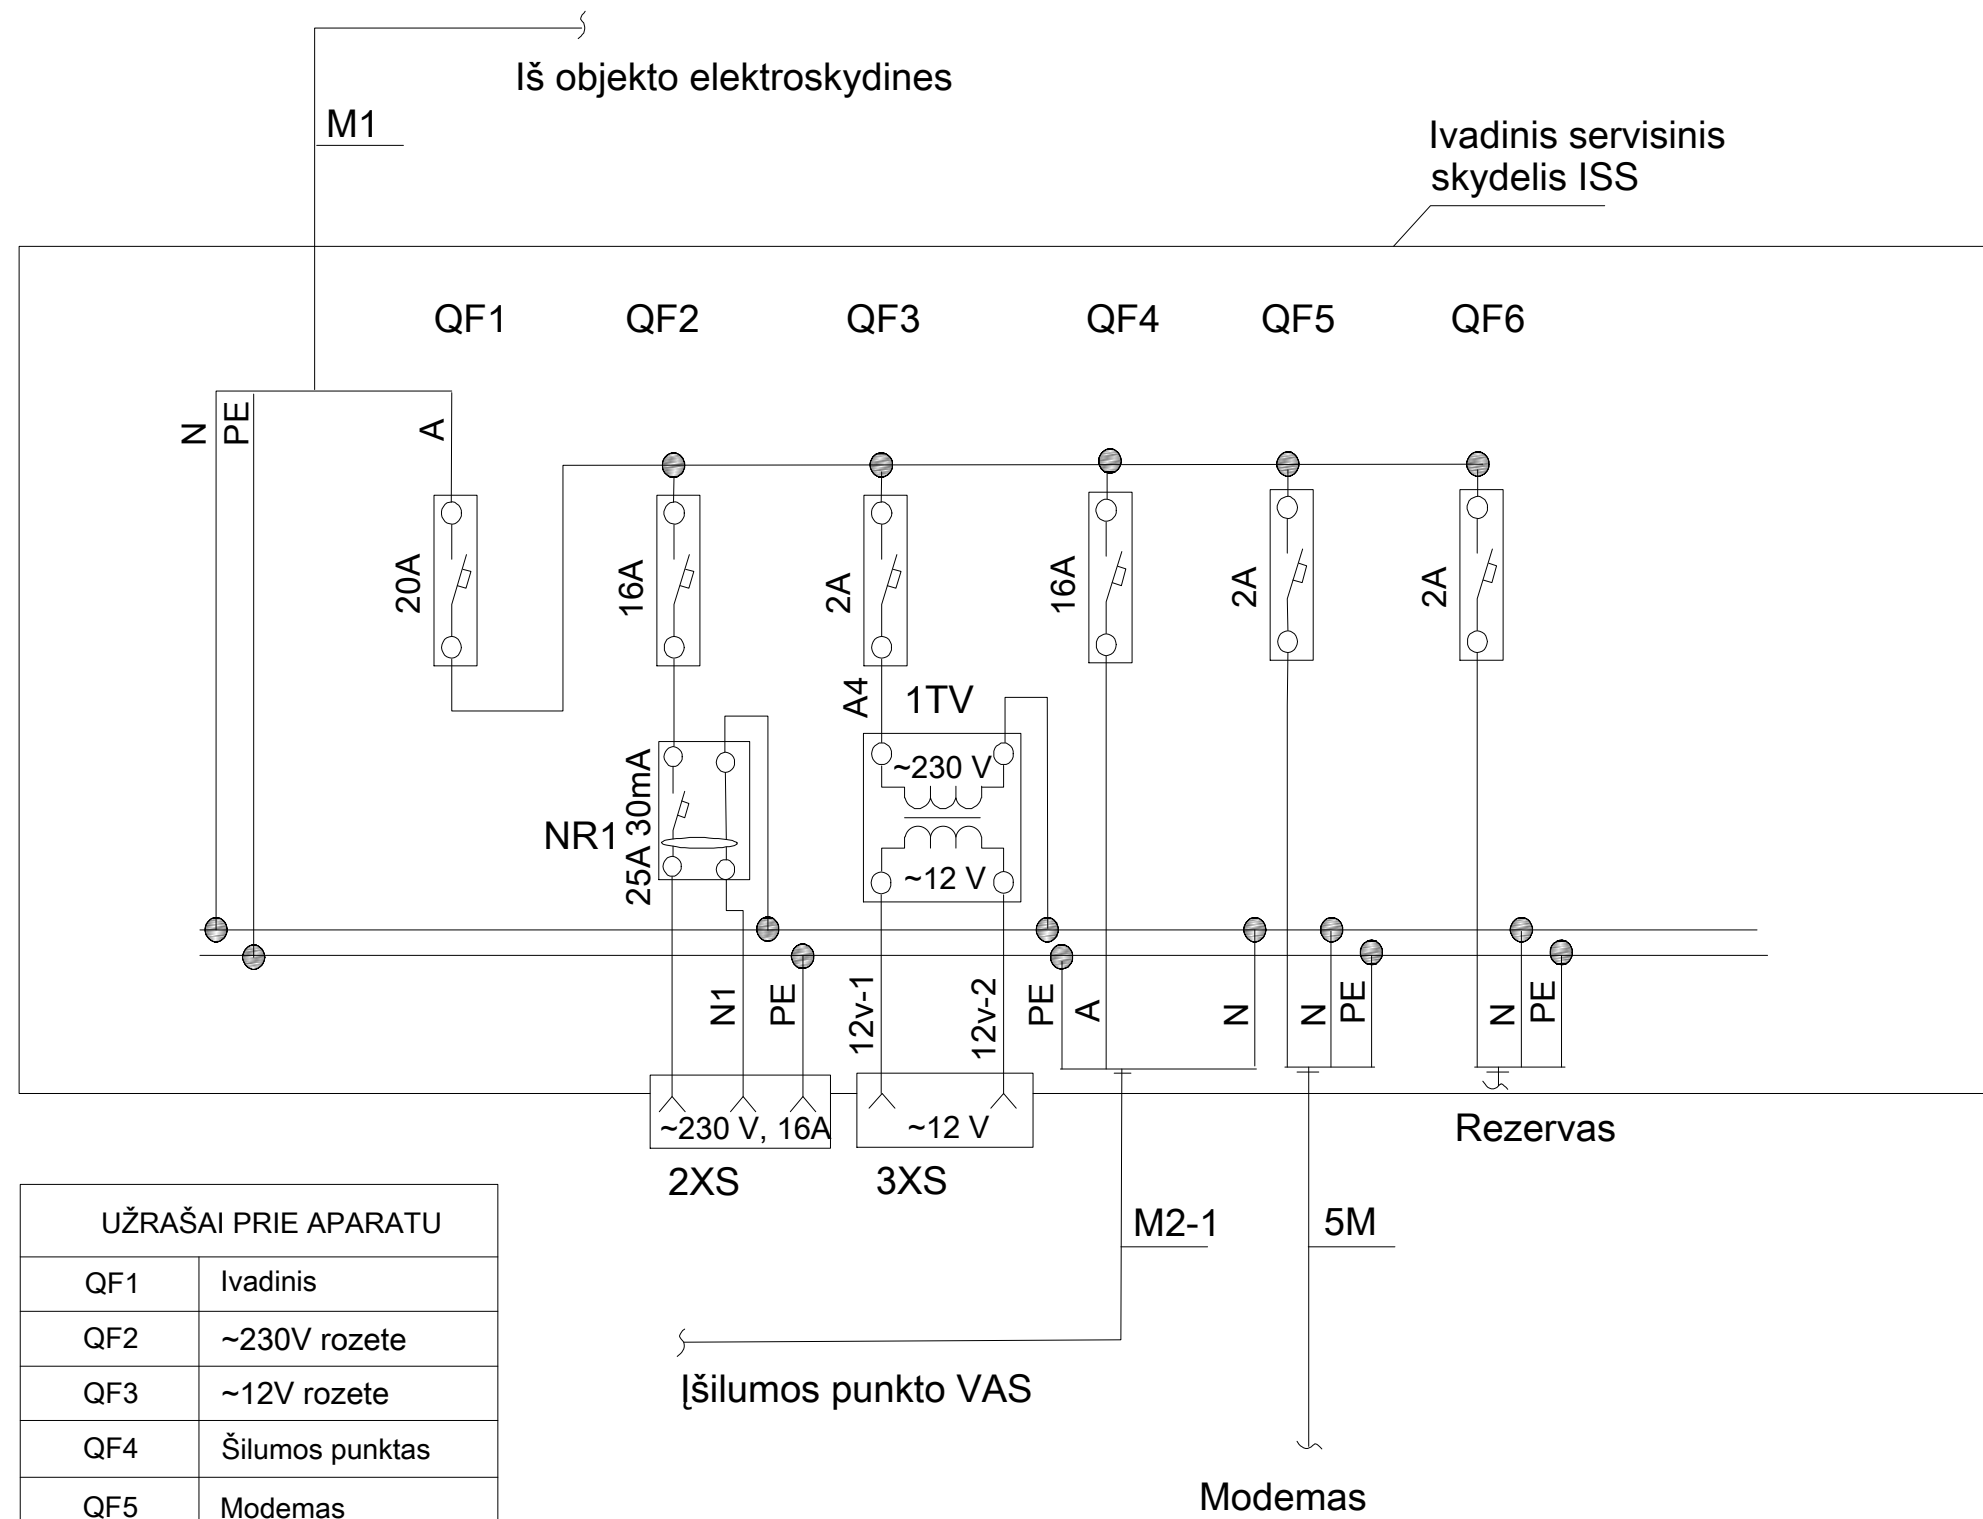 Iš objekto elektroskydines
M1
Ivadinis servisinis
skydelis ISS
QF1 QF2 QF3 QF4 QF5 QF6
N PE A
20A 16A 2A 16A 2A 2A
A4 1TV
~230 V
NR1 25A 30mA
~12 V
N1 PE 12v-1 12v-2 PE A N N PE N PE
~230 V, 16A ~12 V
Rezervas
2XS 3XS
M2-1 5M
UŽRAŠAI PRIE APARATU
QF1 Ivadinis
QF2 ~230V rozete
QF3 ~12V rozete
QF4 Šilumos punktas
QF5 Modemas
Įšilumos punkto VAS
Modemas